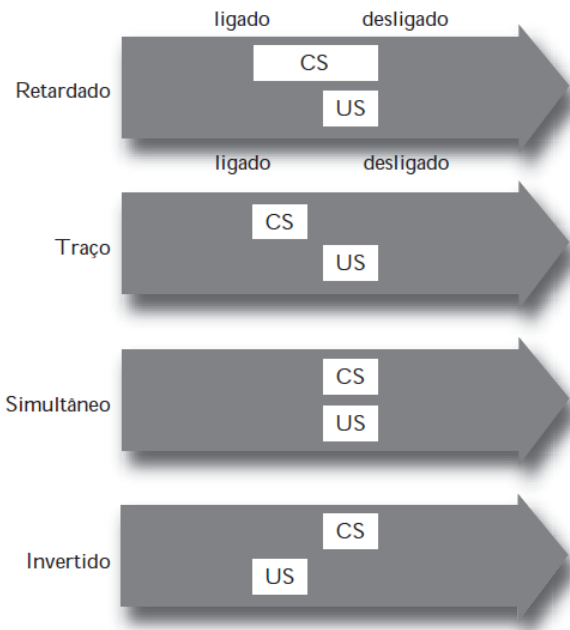 ligado desligado
CS
Retardado
US
ligado desligado
CS
Traço
US
CS
Simultâneo
US
CS
Invertido
US